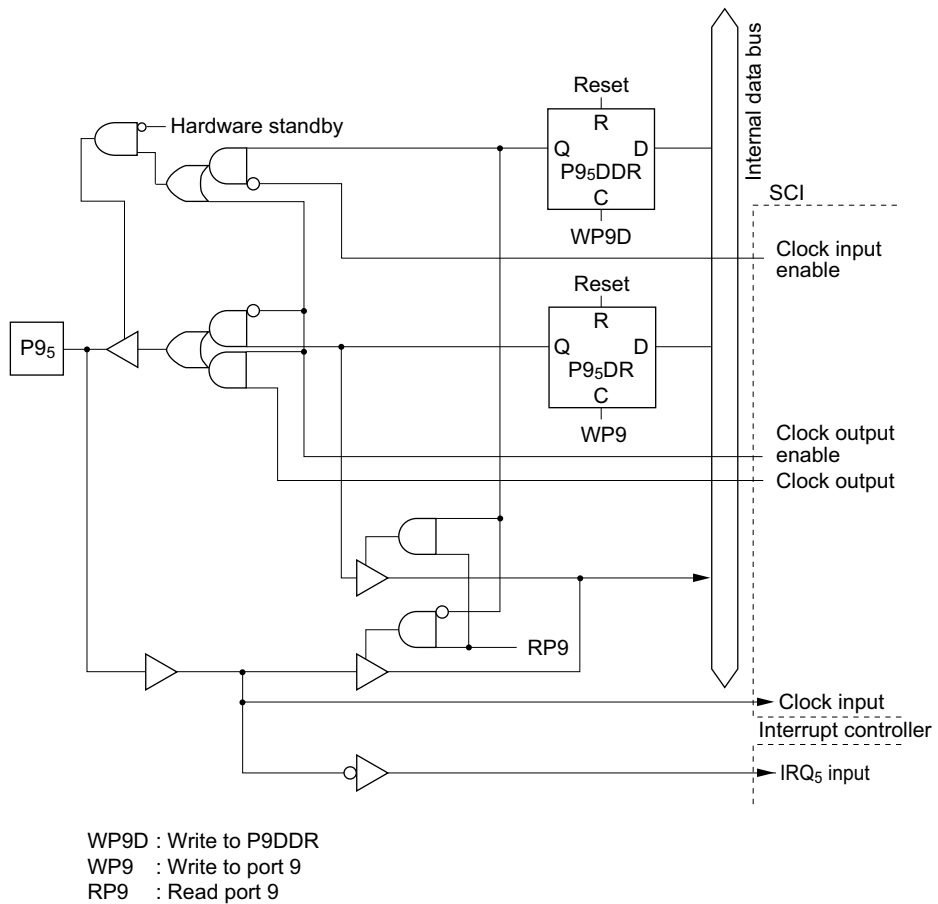 Reset
R
Q
D
P9₅DDR
C
WP9D
Hardware standby
Internal data bus
SCI
Clock input
enable
Reset
R
Q
D
P9₅DR
C
WP9
P9₅
Clock output
enable
Clock output
RP9
Clock input
Interrupt controller
IRQ₅ input
WP9D : Write to P9DDR
WP9 : Write to port 9
RP9 : Read port 9